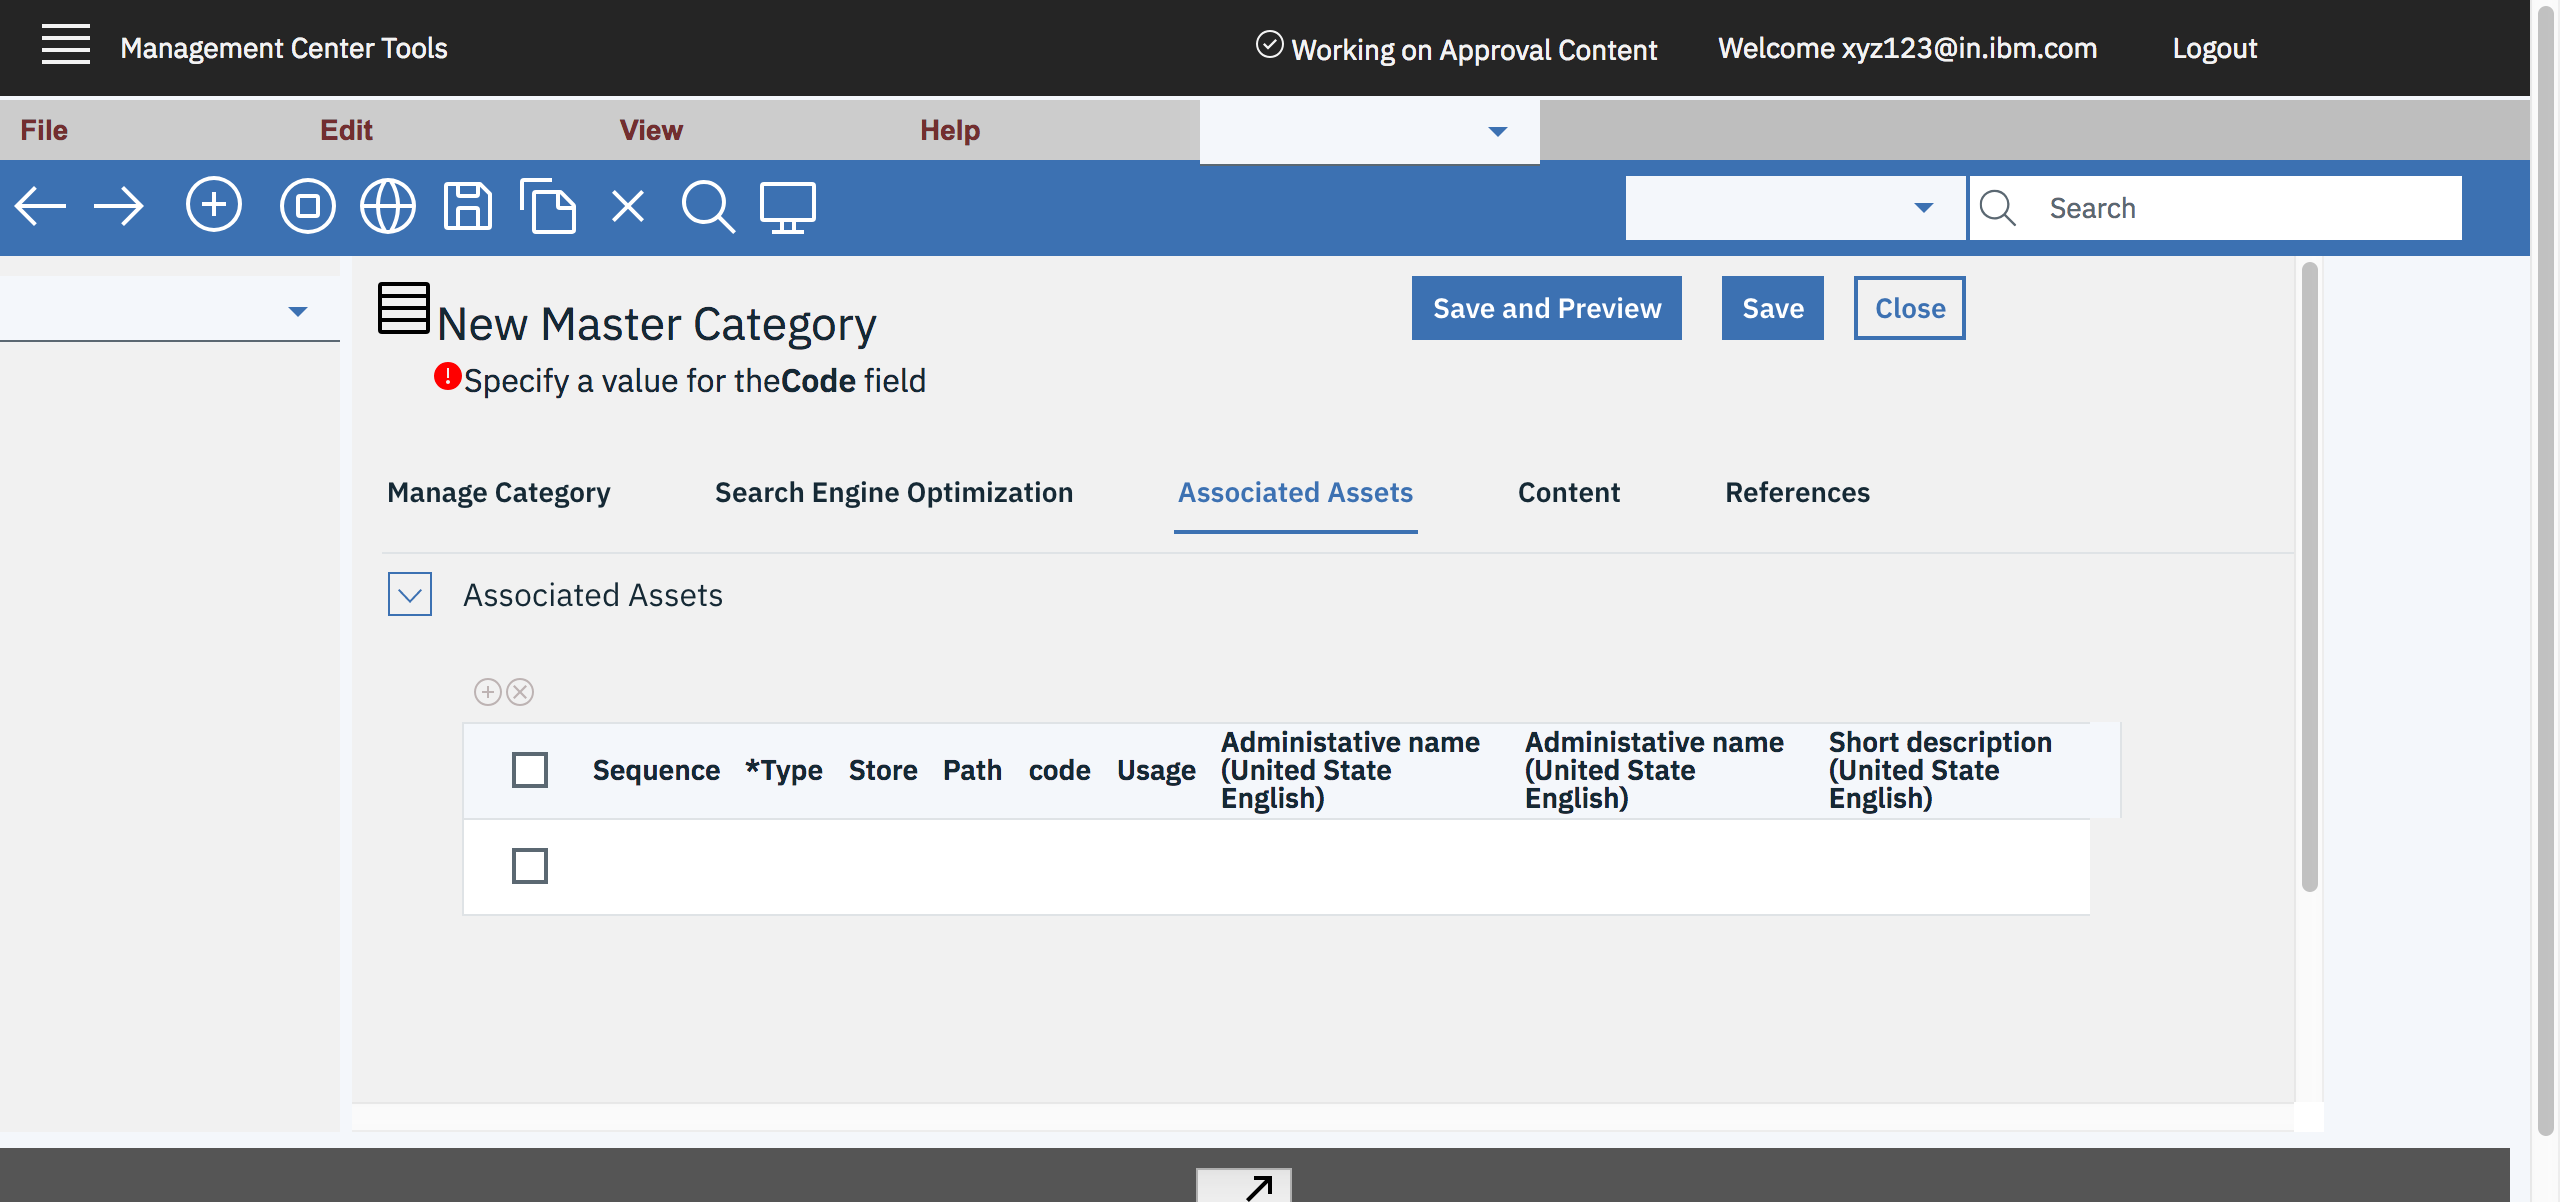 Management Center Tools
Working on Approval Content
Welcome xyz123@in.ibm.com
Logout
File
Edit
View
Help
Search
New Master Category
Save and Preview
Save
Close
Specify a value for theCode field
Manage Category
Search Engine Optimization
Associated Assets
Content
References
Associated Assets
Sequence
*Type
Store
Path
code
Usage
Administative name
(United State
English)
Administative name
(United State
English)
Short description
(United State
English)